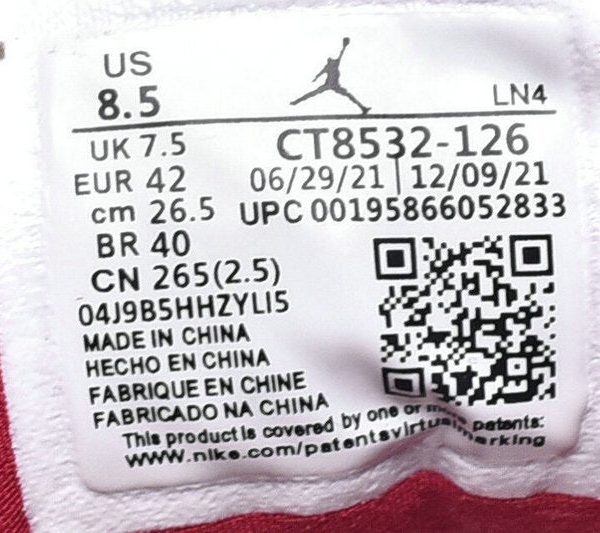 US
8.5
LN4
UK 7.5
CT8532-126
EUR 42
06/29/21 | 12/09/21
cm 26.5
UPC 00195866052833
BR 40
CN 265(2.5)
04J9B5HHZYLI5
MADE IN CHINA
HECHO EN CHINA
FABRIQUE EN CHINE
FABRICADO NA CHINA
This product is covered by one or more patents:
www.nike.com/patentsvirtualmarking